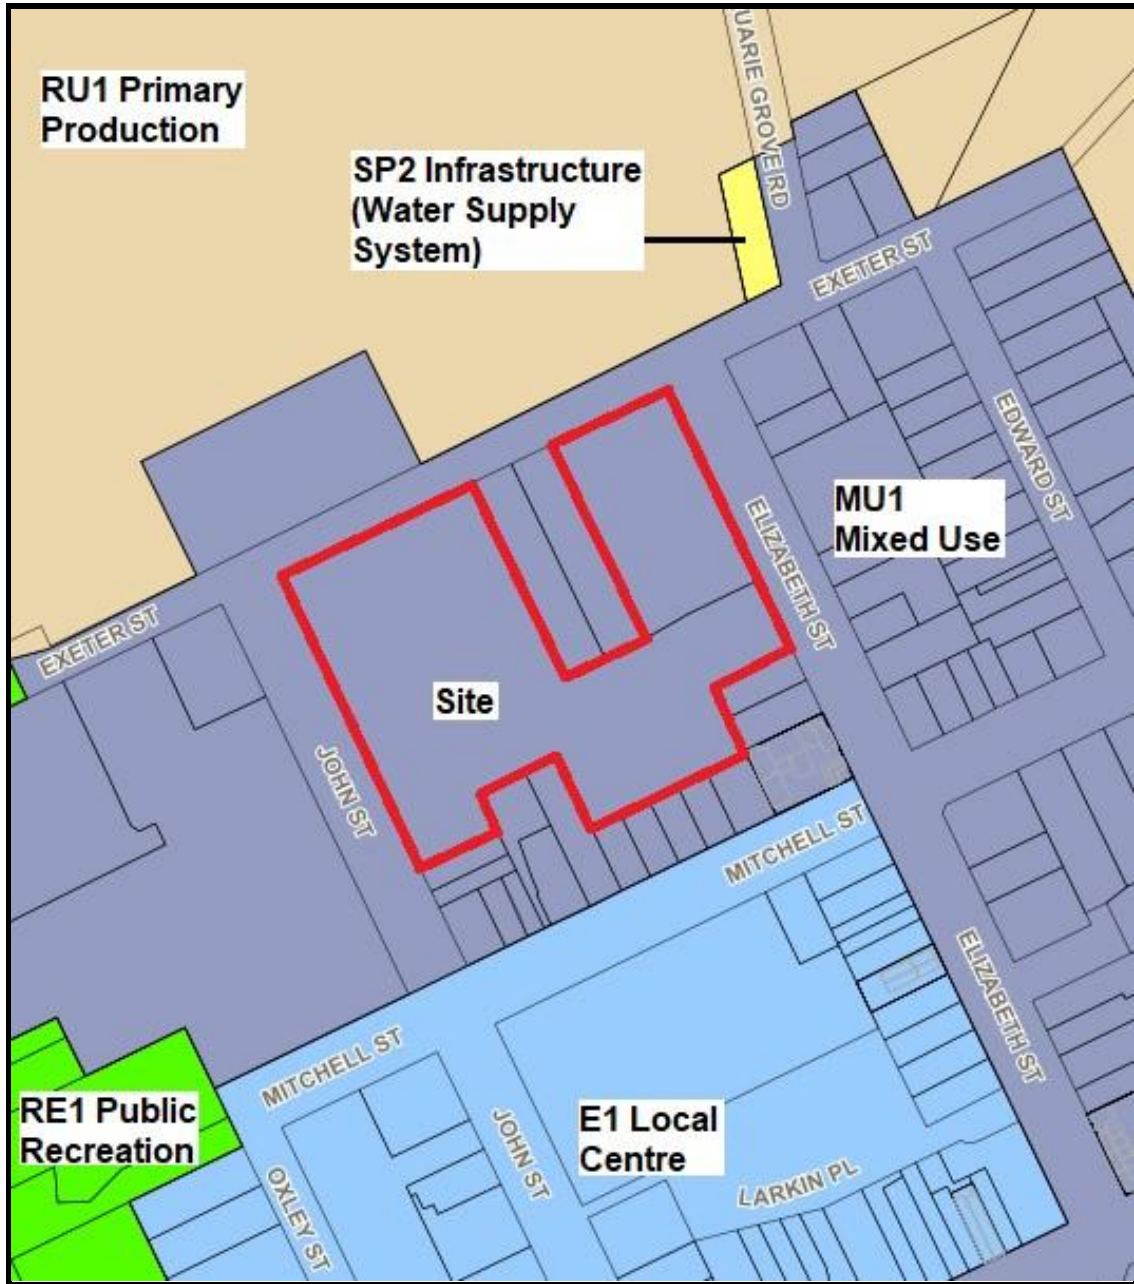 UARIE GROVE RD
RU1 Primary
Production
SP2 Infrastructure
(Water Supply
System)
EXETER ST
EDWARD ST
MU1
Mixed Use
ELIZABETH ST
EXETER ST
Site
JOHN ST
MITCHELL ST
ELIZABETH ST
MITCHELL ST
RE1 Public
Recreation
E1 Local
Centre
JOHN ST
OXLEY ST
LARKIN PL